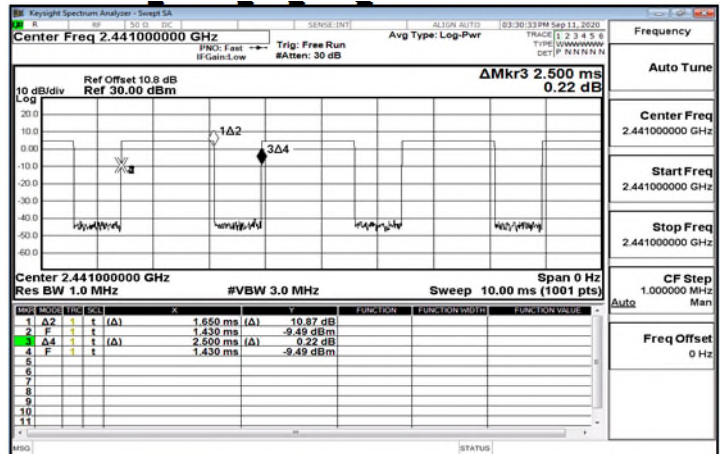 Keysight Spectrum Analyzer - Swept SA
R RF 50 Ω DC SENSE:INT ALIGN AUTO 03:30:33 PM Sep 11, 2020
Center Freq 2.441000000 GHz
PNO: Fast
IFGain:Low
Trig: Free Run
#Atten: 30 dB
Avg Type: Log-Pwr
TRACE 1 2 3 4 5 6
TYPE WWWWWW
DET P N N N N N
Ref Offset 10.8 dB
10 dB/div Ref 30.00 dBm
Log
ΔMkr3 2.500 ms
0.22 dB
20.0
10.0
0.00
-10.0
-20.0
-30.0
-40.0
-50.0
-60.0
1Δ2
3Δ4
Center 2.441000000 GHz Span 0 Hz
Res BW 1.0 MHz #VBW 3.0 MHz Sweep 10.00 ms (1001 pts)
MKR MODE TRC SCL X Y FUNCTION FUNCTION WIDTH FUNCTION VALUE
1 Δ2 1 t (Δ) 1.650 ms (Δ) 10.87 dB
2 F 1 t 1.430 ms -9.49 dBm
3 Δ4 1 t (Δ) 2.500 ms (Δ) 0.22 dB
4 F 1 t 1.430 ms -9.49 dBm
5
6
7
8
9
10
11
MSG STATUS
Frequency
Auto Tune
Center Freq
2.441000000 GHz
Start Freq
2.441000000 GHz
Stop Freq
2.441000000 GHz
CF Step
1.000000 MHz
Auto Man
Freq Offset
0 Hz